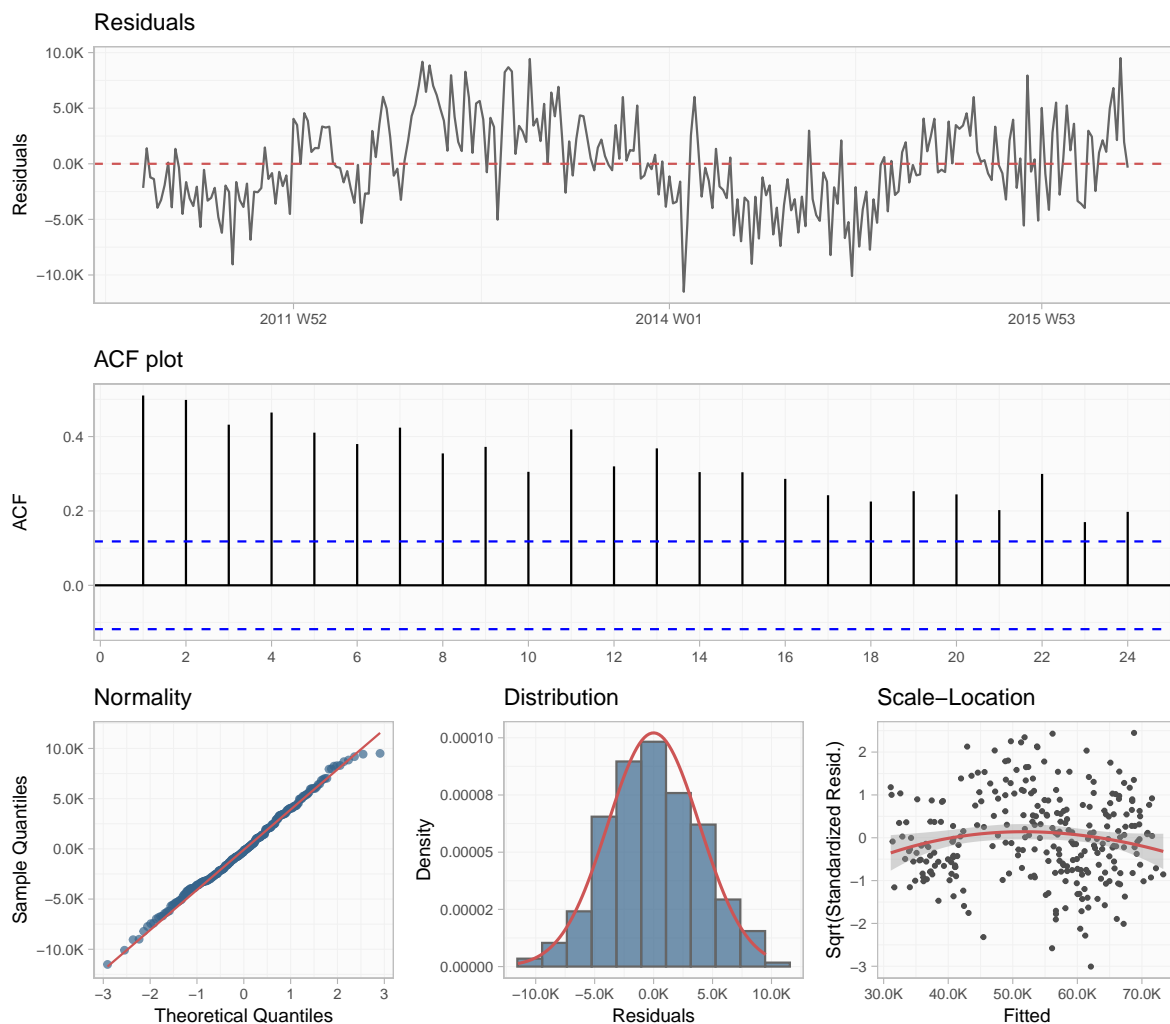 Residuals
10.0K
5.0K
0.0K
−5.0K
−10.0K
Residuals
2011 W52
2014 W01
2015 W53
ACF plot
0.4
0.2
0.0
ACF
0
2
4
6
8
10
12
14
16
18
20
22
24
Normality
10.0K
5.0K
0.0K
−5.0K
−10.0K
Sample Quantiles
−3
−2
−1
0
1
2
3
Theoretical Quantiles
Distribution
0.00010
0.00008
0.00005
0.00002
0.00000
Density
−10.0K
−5.0K
0.0K
5.0K
10.0K
Residuals
Scale−Location
2
1
0
−1
−2
−3
Sqrt(Standardized Resid.)
30.0K
40.0K
50.0K
60.0K
70.0K
Fitted